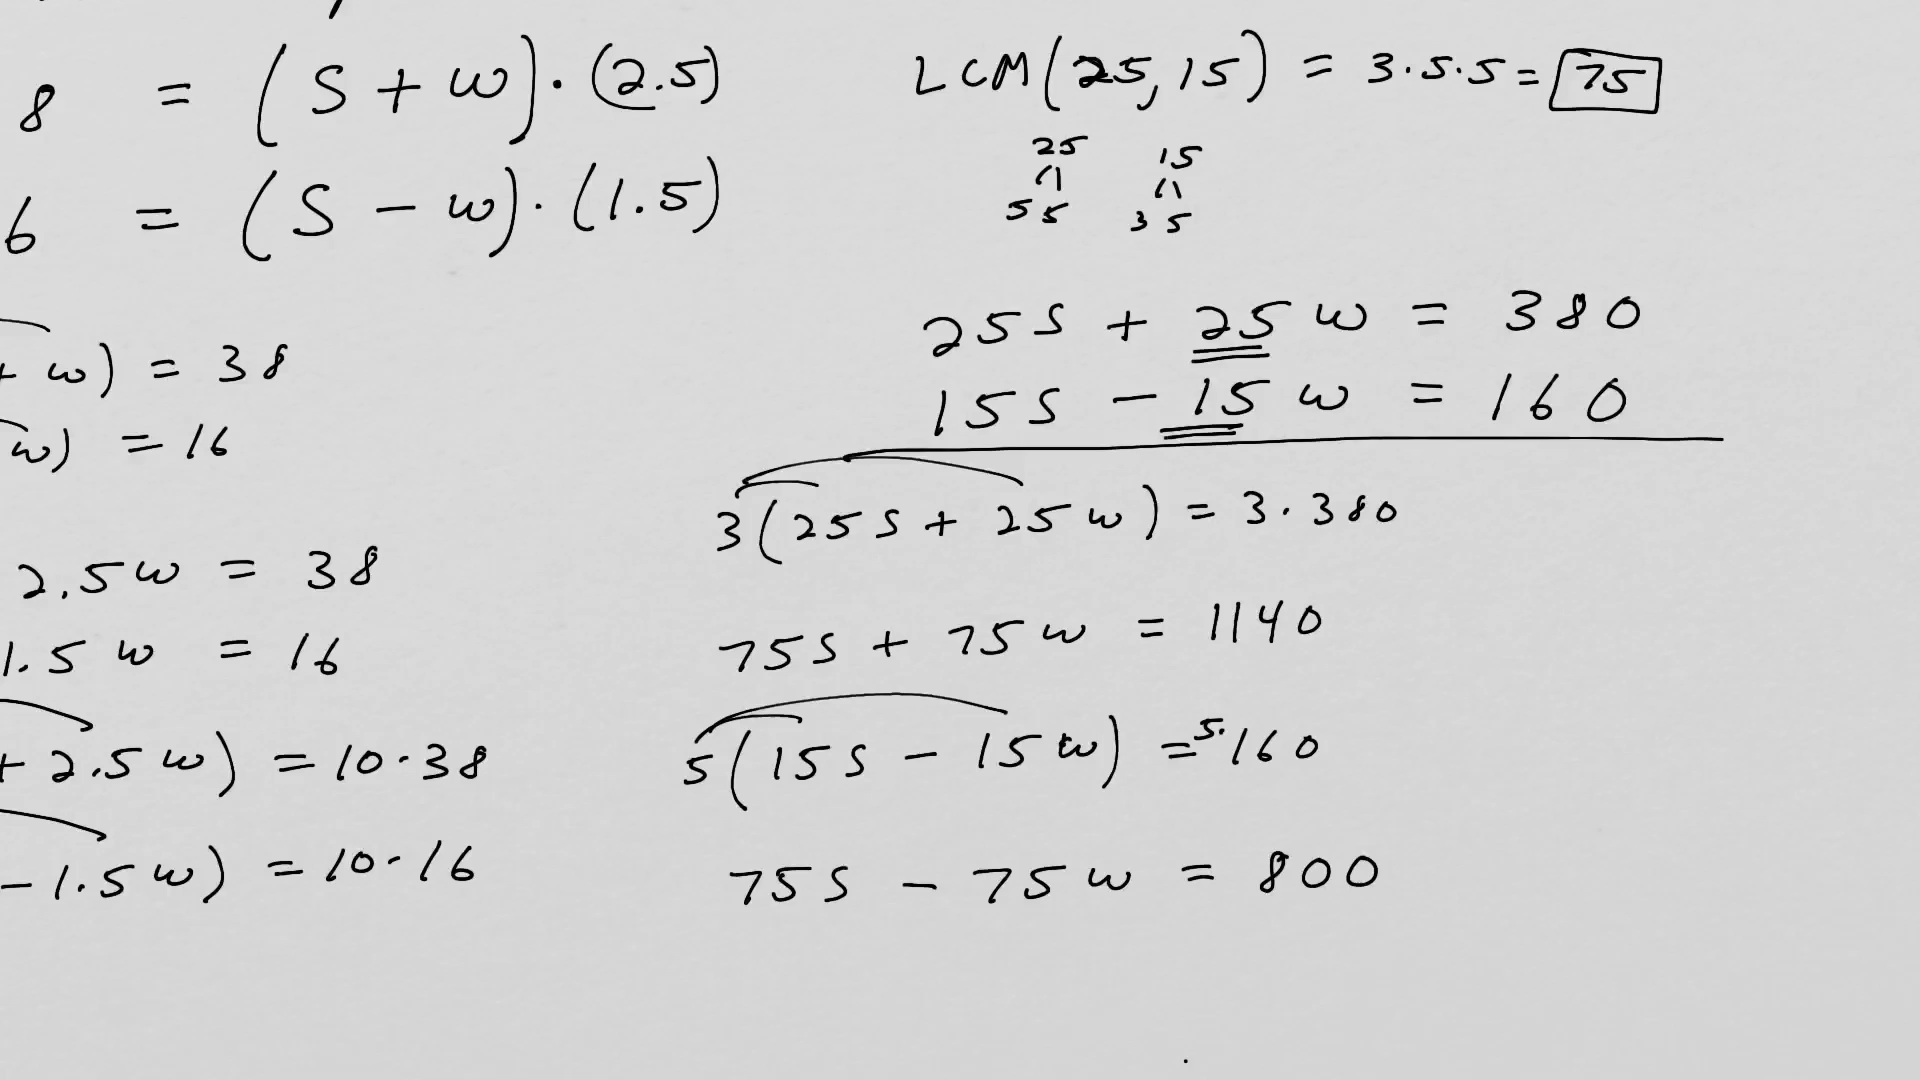 8 = (S + w) · (2.5)
6 = (S - w) · (1.5)
+ w) = 38
w) = 16
2.5w = 38
1.5w = 16
+ 2.5w) = 10·38
- 1.5w) = 10·16
LCM(25,15) = 3·5·5 = 75
25 15
5 5 3 5
25S + 25w = 380
15S - 15w = 160
3(25S + 25w) = 3·380
75S + 75w = 1140
5(15S - 15w) = 5·160
75S - 75w = 800